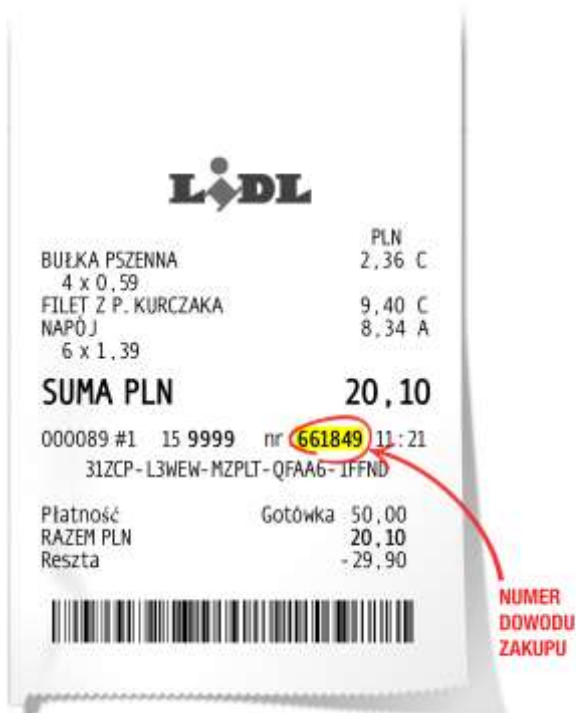 LiDL
PLN
BUŁKA PSZENNA 2,36 C
4 x 0,59
FILET Z P. KURCZAKA 9,40 C
NAPÓJ 8,34 A
6 x 1,39
SUMA PLN 20,10
000089 #1 15 9999 nr 661849 11:21
31ZCP-L3WEW-MZPLT-QFAA6-IFFND
Płatność Gotówka 50,00
RAZEM PLN 20,10
Reszta -29,90
NUMER
DOWODU
ZAKUPU